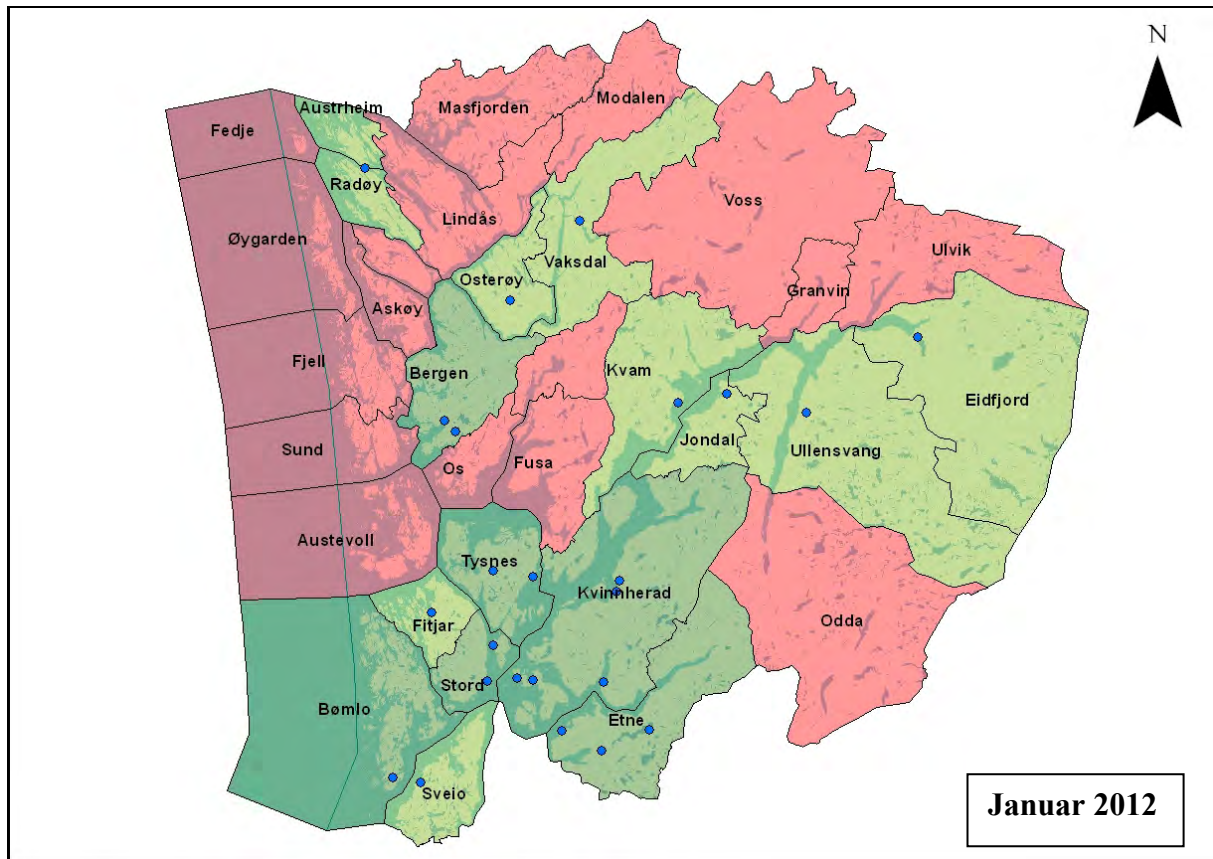 N
Austrheim
Masfjorden
Modalen
Fedje
Radøy
Lindås
Voss
Øygarden
Ulvik
Osterøy
Vaksdal
Granvin
Askøy
Fjell
Bergen
Kvam
Eidfjord
Jondal
Sund
Os
Fusa
Ullensvang
Austevoll
Tysnes
Kvinnherad
Fitjar
Odda
Stord
Bømlo
Etne
Sveio
Januar 2012